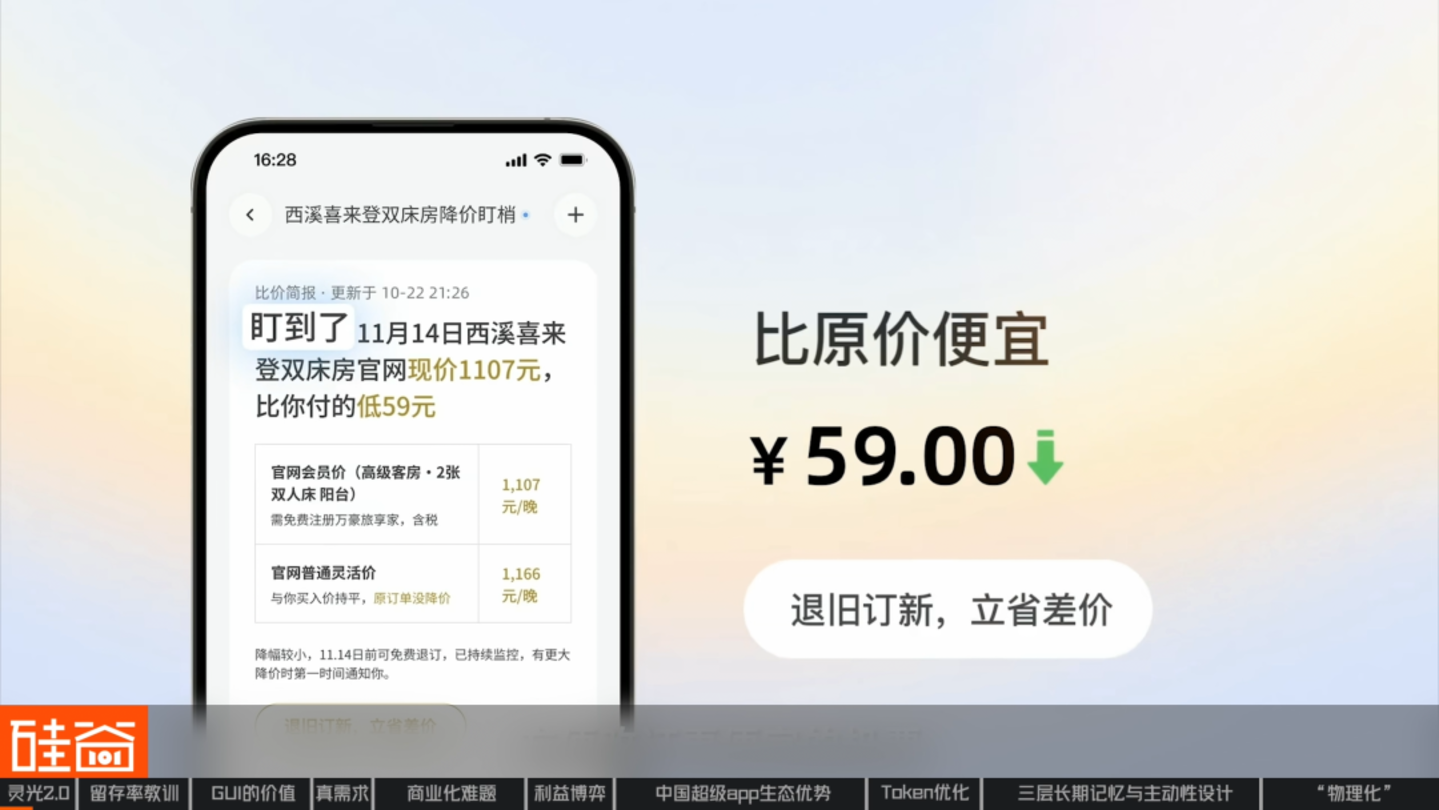 16:28
西溪喜来登双床房降价盯梢
比价简报·更新于 10-22 21:26
盯到了 11月14日西溪喜来
登双床房官网现价1107元，
比你付的低59元
官网会员价（高级客房·2张
双人床 阳台）
需免费注册万豪旅享家，含税
1,107
元/晚
官网普通灵活价
与你买入价持平，原订单没降价
1,166
元/晚
降幅较小，11.14日前可免费退订，已持续监控，有更大
降价时第一时间通知你。
退旧订新，立省差价
比原价便宜
¥ 59.00
退旧订新，立省差价
硅谷
101
灵光2.0
留存率教训
GUI的价值
真需求
商业化难题
利益博弈
中国超级app生态优势
Token优化
三层长期记忆与主动性设计
“物理化”